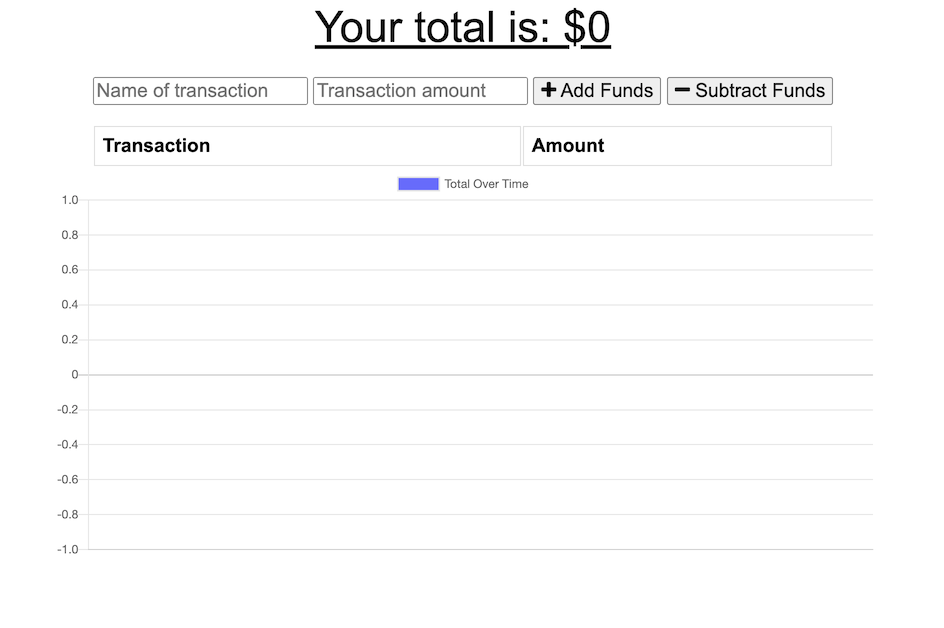 Your total is: $0
Name of transaction Transaction amount Add Funds Subtract Funds
Transaction Amount
Total Over Time
1.0
0.8
0.6
0.4
0.2
0
-0.2
-0.4
-0.6
-0.8
-1.0